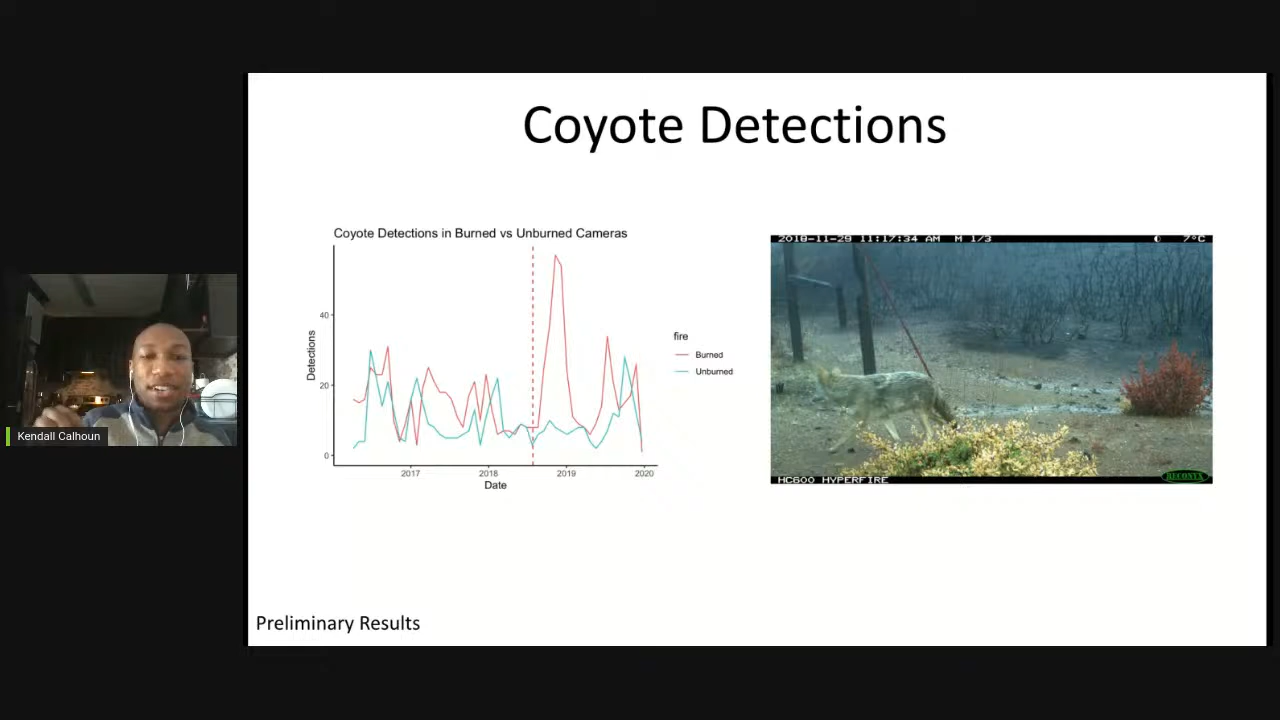 Coyote Detections
Coyote Detections in Burned vs Unburned Cameras
40
20
0
Detections
2017
2018
2019
2020
Date
fire
Burned
Unburned
2018-11-29 11:17:34 AM M 1/3 7°C
HC600 HYPERFIRE
RECONYX
Kendall Calhoun
Preliminary Results